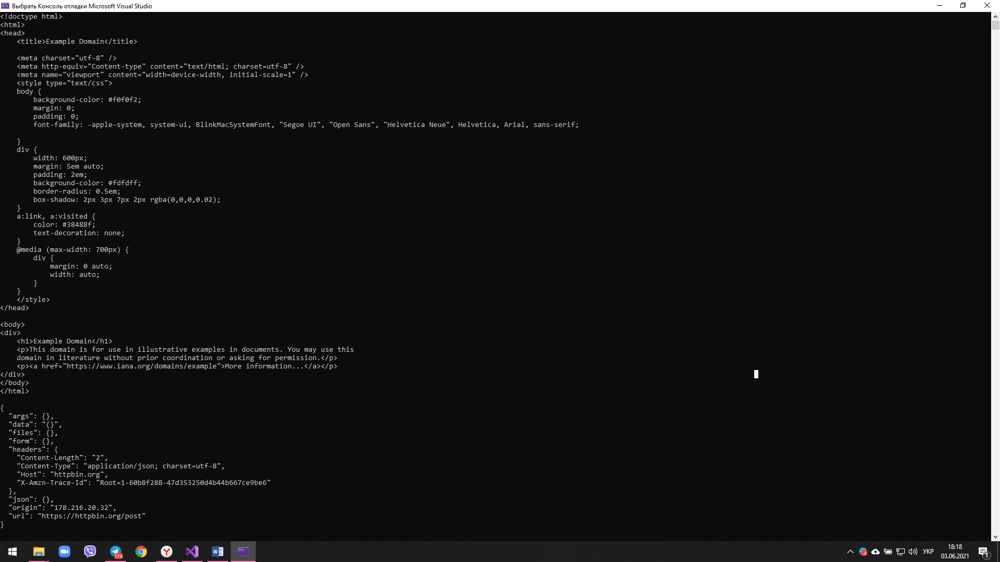 Выбрать Консоль отладки Microsoft Visual Studio
<!doctype html>
<html>
<head>
    <title>Example Domain</title>

    <meta charset="utf-8" />
    <meta http-equiv="Content-type" content="text/html; charset=utf-8" />
    <meta name="viewport" content="width=device-width, initial-scale=1" />
    <style type="text/css">
    body {
        background-color: #f0f0f2;
        margin: 0;
        padding: 0;
        font-family: -apple-system, system-ui, BlinkMacSystemFont, "Segoe UI", "Open Sans", "Helvetica Neue", Helvetica, Arial, sans-serif;

    }
    div {
        width: 600px;
        margin: 5em auto;
        padding: 2em;
        background-color: #fdfdff;
        border-radius: 0.5em;
        box-shadow: 2px 3px 7px 2px rgba(0,0,0,0.02);
    }
    a:link, a:visited {
        color: #38488f;
        text-decoration: none;
    }
    @media (max-width: 700px) {
        div {
            margin: 0 auto;
            width: auto;
        }
    }
    </style>
</head>

<body>
<div>
    <h1>Example Domain</h1>
    <p>This domain is for use in illustrative examples in documents. You may use this
    domain in literature without prior coordination or asking for permission.</p>
    <p><a href="https://www.iana.org/domains/example">More information...</a></p>
</div>
</body>
</html>

{
  "args": {},
  "data": "{}",
  "files": {},
  "form": {},
  "headers": {
    "Content-Length": "2",
    "Content-Type": "application/json; charset=utf-8",
    "Host": "httpbin.org",
    "X-Amzn-Trace-Id": "Root=1-60b8f288-47d353250d4b44b667ce9be6"
  },
  "json": {},
  "origin": "178.216.20.32",
  "url": "https://httpbin.org/post"
}
770
УКР
18:18
03.06.2021
1